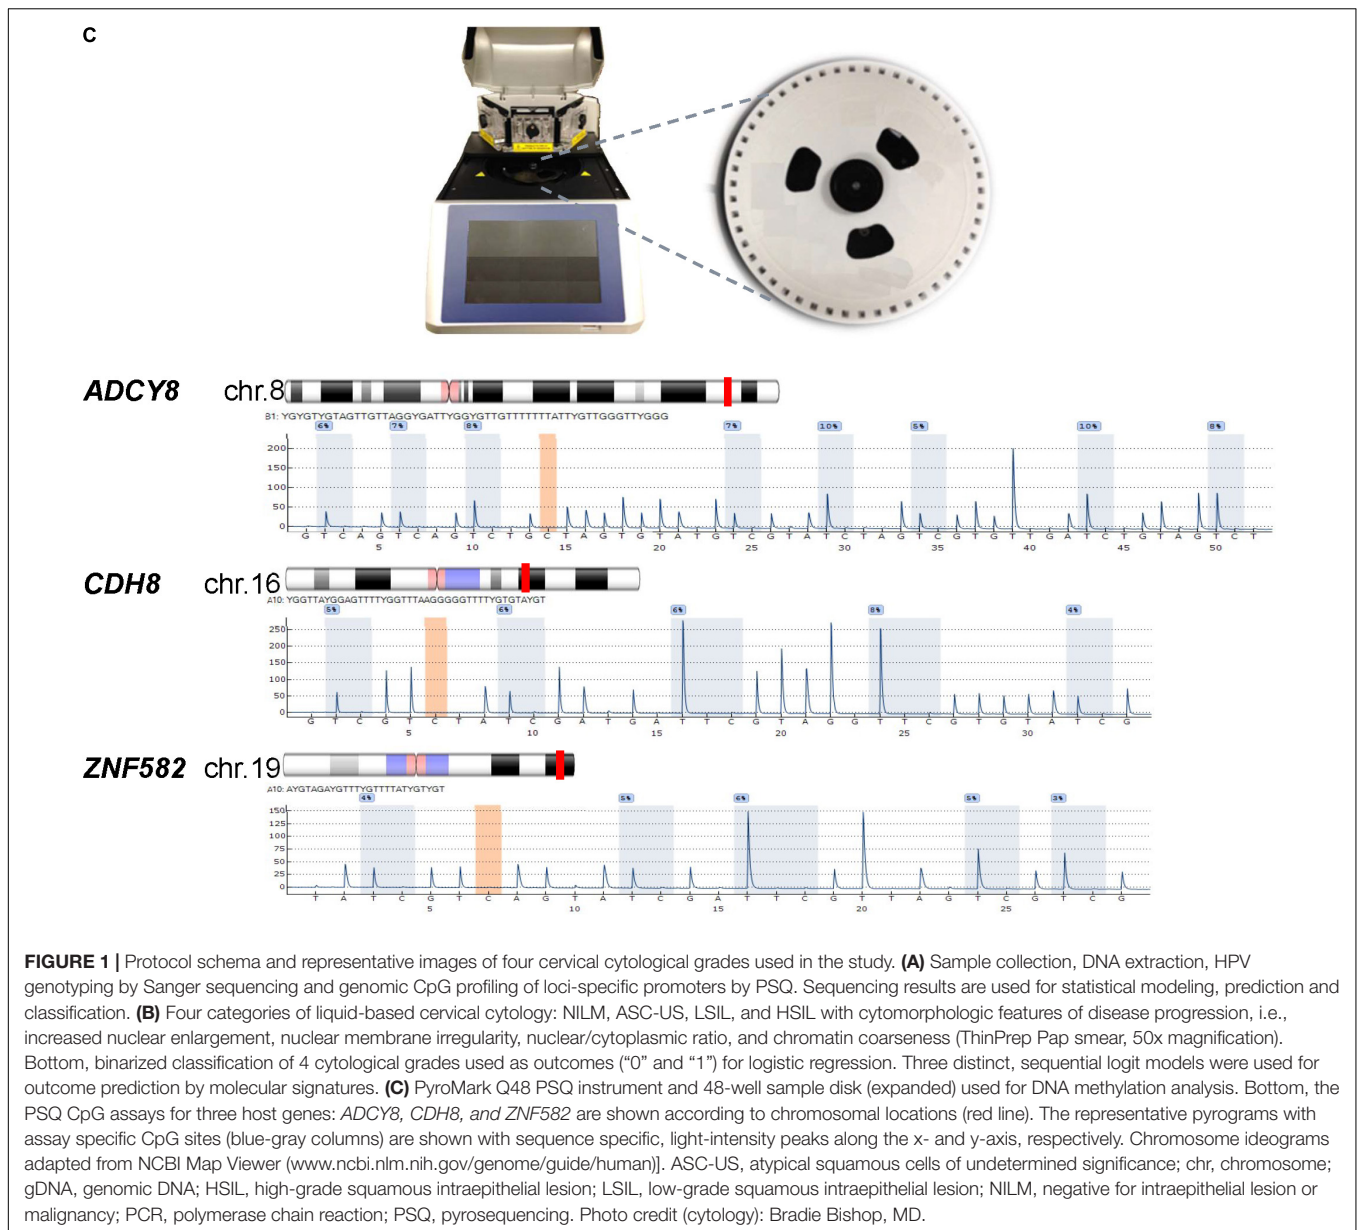 C
ADCY8 chr.8
B1: YGYGTYGTAGTTGTTAGGYGATTYGGYGTTGTTTTTTTATTYGTTGGGTTYGGG
6% 7% 8% 7% 10% 5% 10% 8%
200
150
100
50
0
G T C A G T C A G T C T G C T A G T G T A T G T C G T A T C T A G T C G T G T T G A T C T G T A G T C T
5 10 15 20 25 30 35 40 45 50
CDH8 chr.16
A10: YGGTTAYGGAGTTTTYGGTTTAAGGGGGTTTTYGTGTAYGT
5% 6% 6% 8% 4%
250
200
150
100
50
0
G T C G T C T A T C G A T G A T T C G T A G G T T C G T G T A T C G
5 10 15 20 25 30
ZNF582 chr.19
A10: AYGTAGAYGTTTYGTTTTATYGTYGT
4% 5% 6% 5% 3%
150
125
100
75
50
25
0
T A T C G T C A G T A T C G A T T C G T T A G T C G T C G
5 10 15 20 25
FIGURE 1 | Protocol schema and representative images of four cervical cytological grades used in the study. (A) Sample collection, DNA extraction, HPV
genotyping by Sanger sequencing and genomic CpG profiling of loci-specific promoters by PSQ. Sequencing results are used for statistical modeling, prediction and
classification. (B) Four categories of liquid-based cervical cytology: NILM, ASC-US, LSIL, and HSIL with cytomorphologic features of disease progression, i.e.,
increased nuclear enlargement, nuclear membrane irregularity, nuclear/cytoplasmic ratio, and chromatin coarseness (ThinPrep Pap smear, 50x magnification).
Bottom, binarized classification of 4 cytological grades used as outcomes (“0” and “1”) for logistic regression. Three distinct, sequential logit models were used for
outcome prediction by molecular signatures. (C) PyroMark Q48 PSQ instrument and 48-well sample disk (expanded) used for DNA methylation analysis. Bottom, the
PSQ CpG assays for three host genes: ADCY8, CDH8, and ZNF582 are shown according to chromosomal locations (red line). The representative pyrograms with
assay specific CpG sites (blue-gray columns) are shown with sequence specific, light-intensity peaks along the x- and y-axis, respectively. Chromosome ideograms
adapted from NCBI Map Viewer (www.ncbi.nlm.nih.gov/genome/guide/human)]. ASC-US, atypical squamous cells of undetermined significance; chr, chromosome;
gDNA, genomic DNA; HSIL, high-grade squamous intraepithelial lesion; LSIL, low-grade squamous intraepithelial lesion; NILM, negative for intraepithelial lesion or
malignancy; PCR, polymerase chain reaction; PSQ, pyrosequencing. Photo credit (cytology): Bradie Bishop, MD.